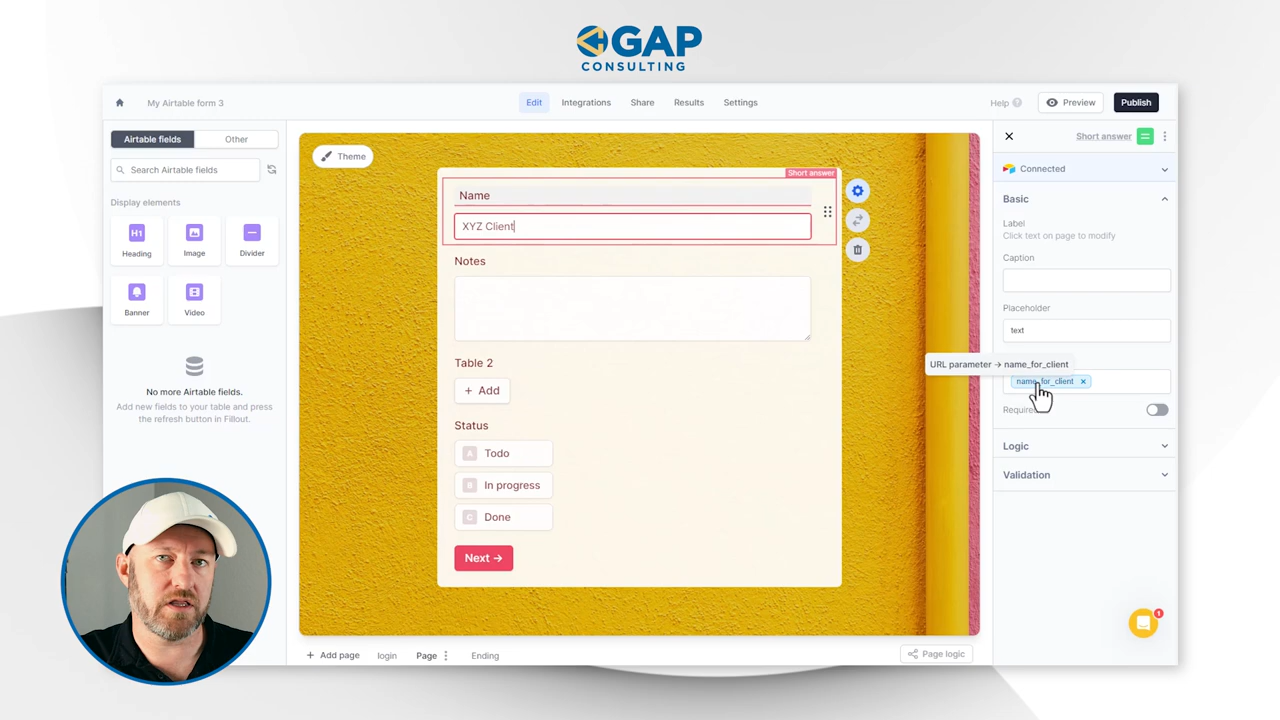 GAP
CONSULTING
My Airtable form 3
Edit
Integrations
Share
Results
Settings
Help ?
Preview
Publish
Airtable fields
Other
Search Airtable fields
Display elements
H1
Heading
Image
Divider
Banner
Video
No more Airtable fields.
Add new fields to your table and press
the refresh button in Fillout.
Theme
Short answer
Name
XYZ Client
Notes
Table 2
+ Add
Status
A Todo
B In progress
C Done
Next →
+ Add page
login
Page
Ending
Page logic
Short answer
Connected
Basic
Label
Click text on page to modify
Caption
Placeholder
text
URL parameter → name_for_client
name_for_client ×
Logic
Validation
1